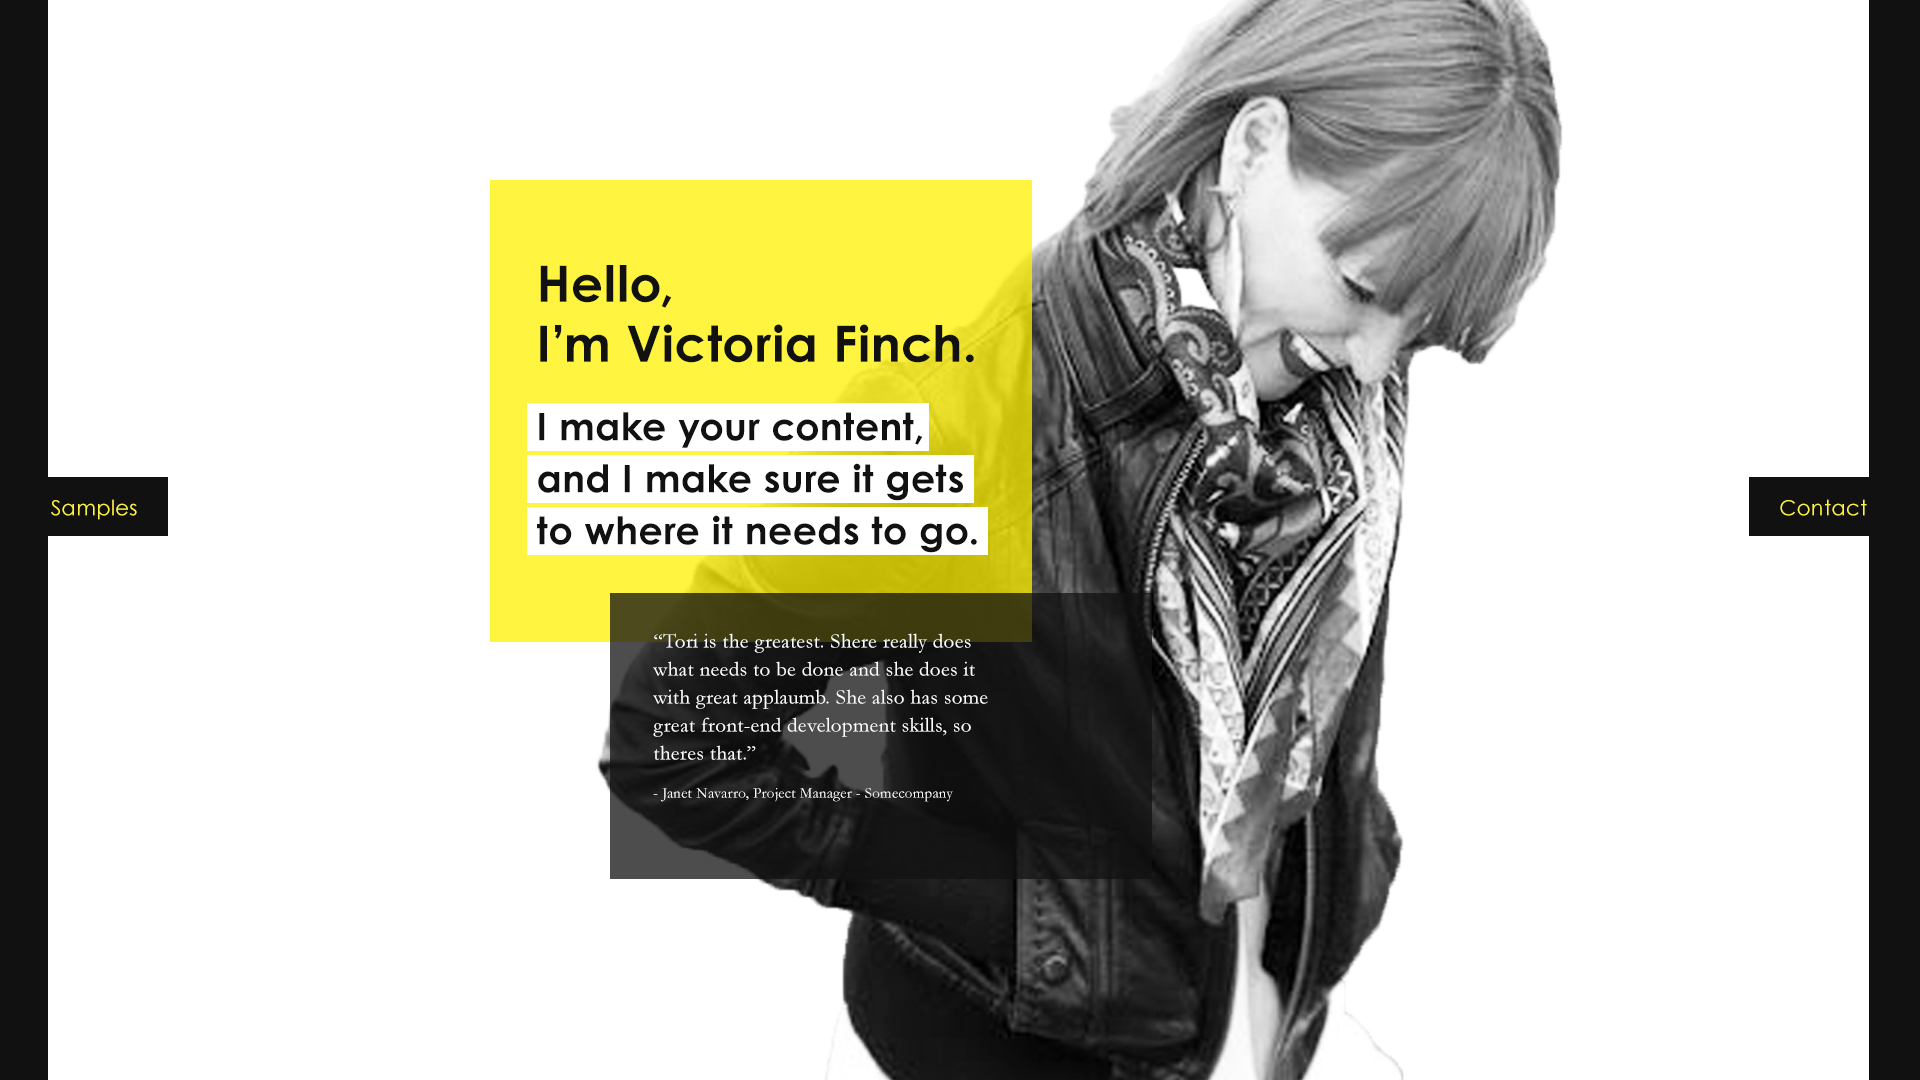 Hello,
I’m Victoria Finch.
I make your content,
and I make sure it gets
to where it needs to go.
Samples
Contact
“Tori is the greatest. Shere really does
what needs to be done and she does it
with great applaumb. She also has some
great front-end development skills, so
theres that.”
- Janet Navarro, Project Manager - Somecompany